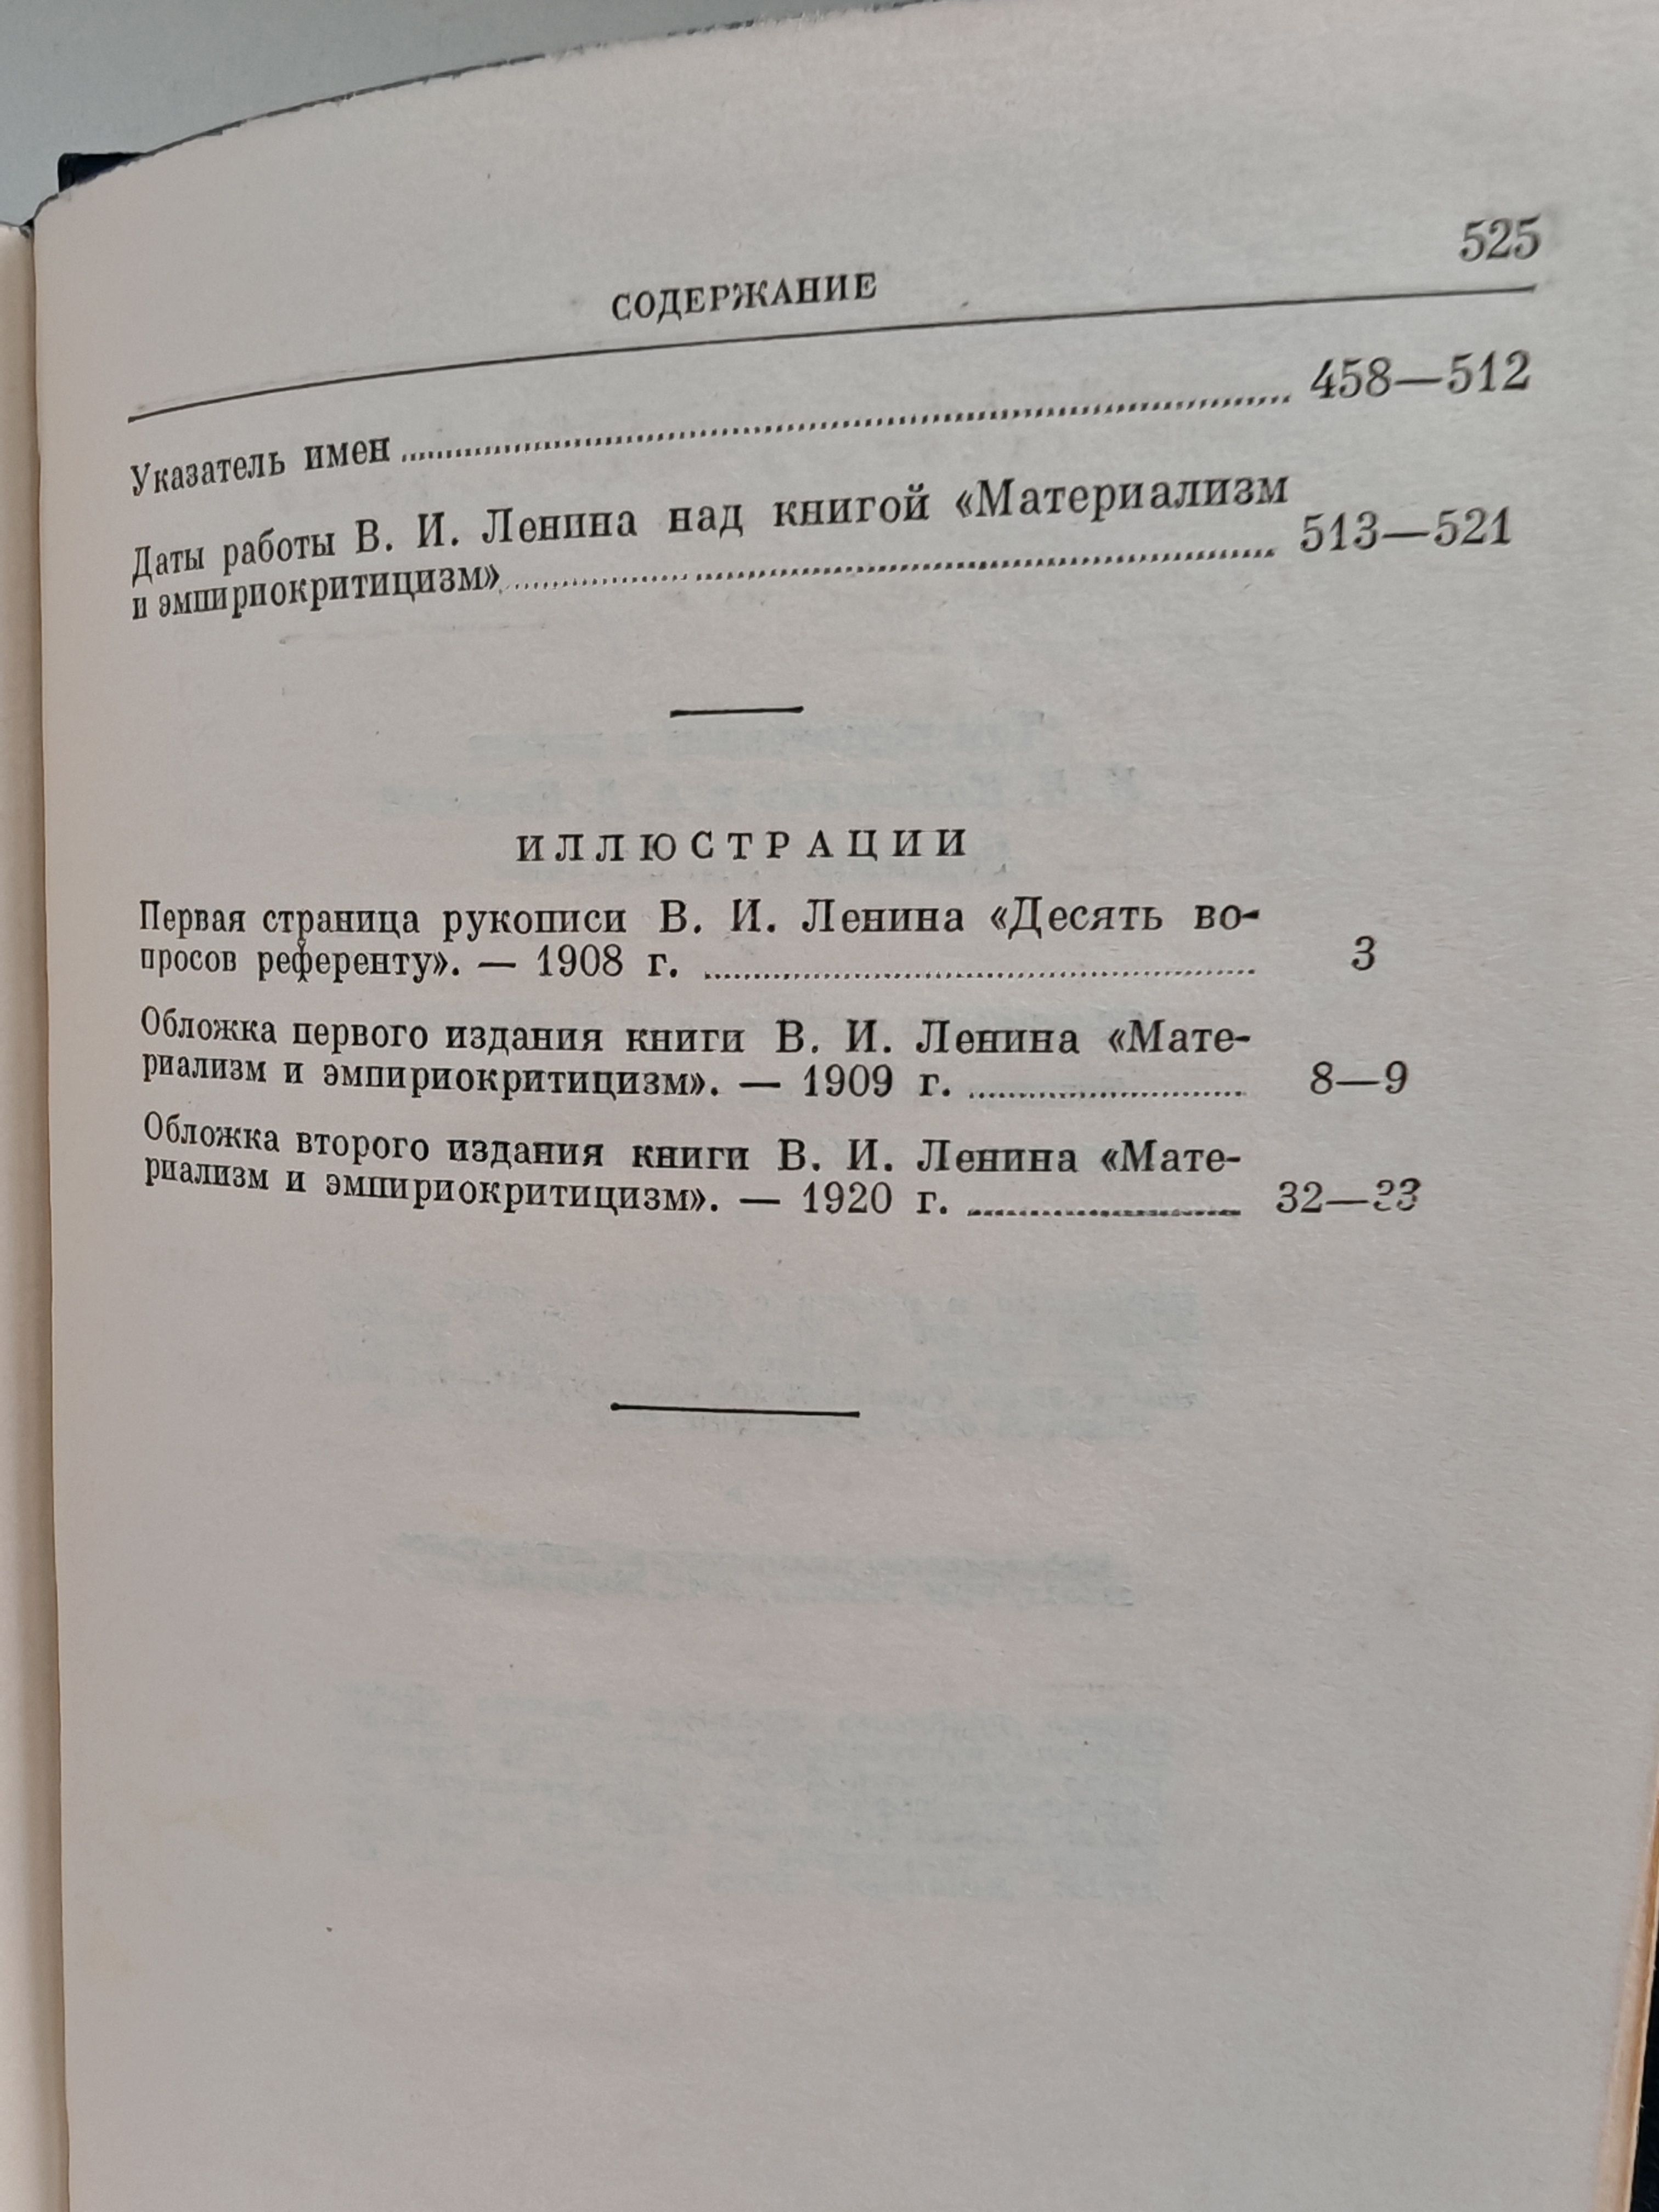 525
СОДЕРЖАНИЕ
Указатель имен ........ 458—512
Даты работы В. И. Ленина над книгой «Материализм
и эмпириокритицизм» ........ 513—521
ИЛЛЮСТРАЦИИ
Первая страница рукописи В. И. Ленина «Десять во-
просов референту». — 1908 г. ........ 3
Обложка первого издания книги В. И. Ленина «Мате-
риализм и эмпириокритицизм». — 1909 г. ........ 8—9
Обложка второго издания книги В. И. Ленина «Мате-
риализм и эмпириокритицизм». — 1920 г. ........ 32—33